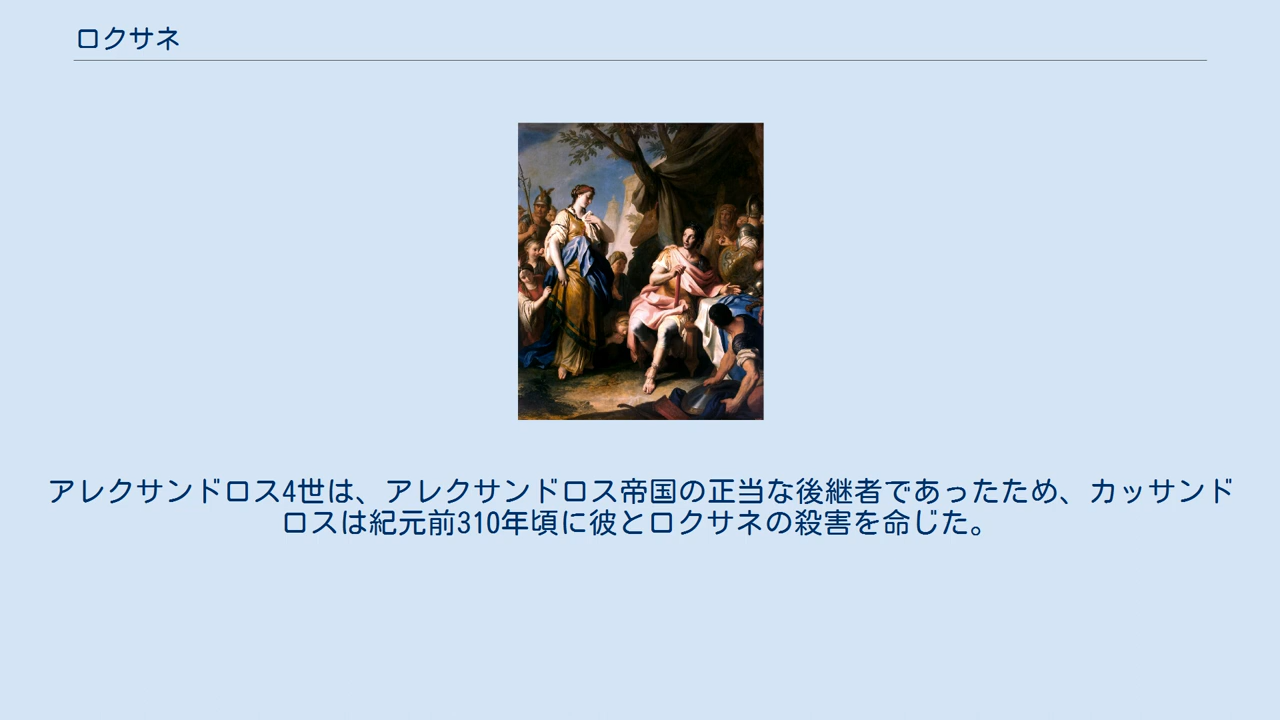 ロクサネ
アレクサンドロス4世は、アレクサンドロス帝国の正当な後継者であったため、カッサンド
ロスは紀元前310年頃に彼とロクサネの殺害を命じた。